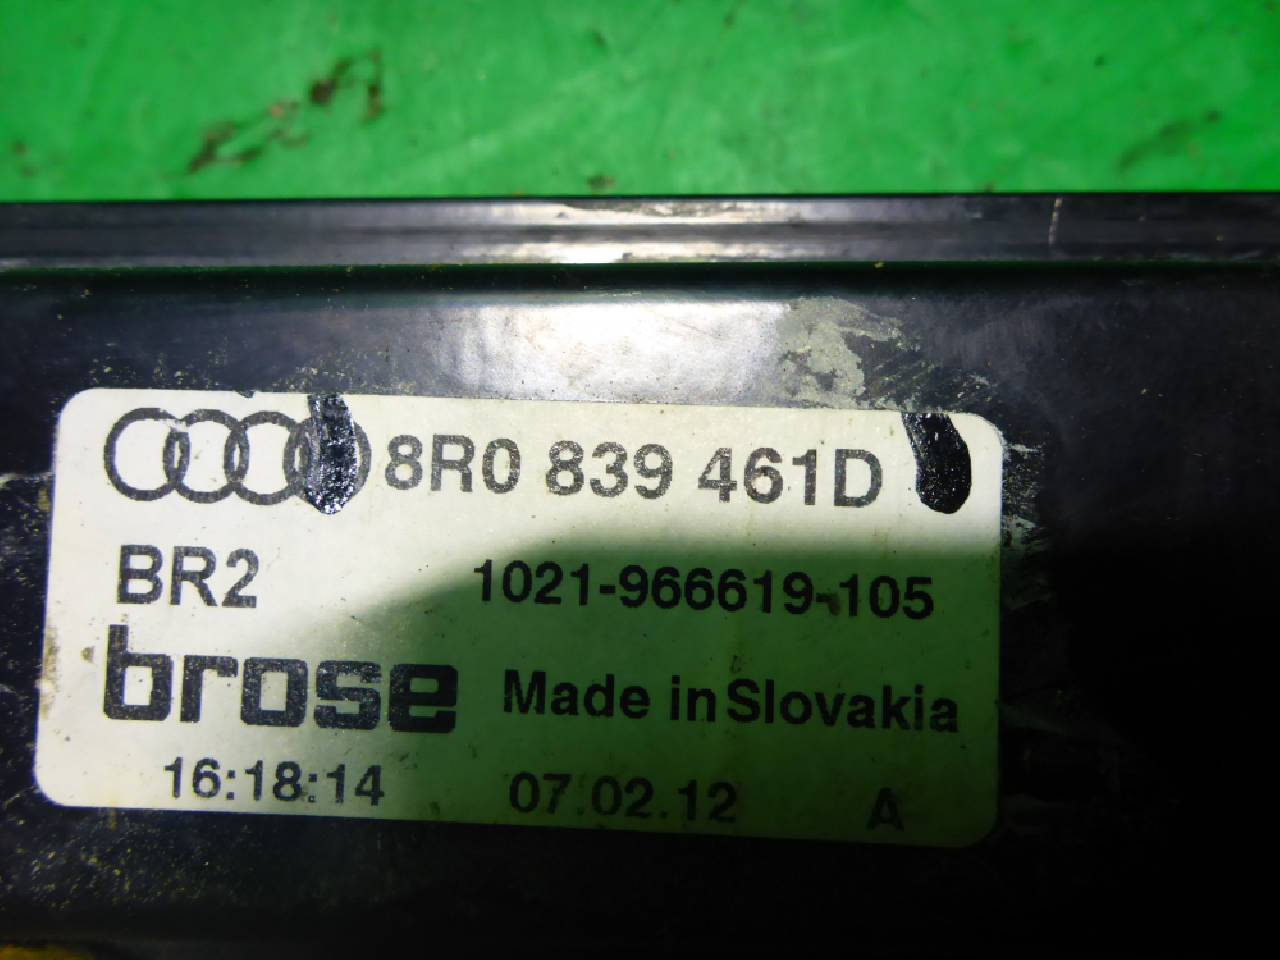 8R0 839 461D
BR2 1021-966619-105
brose Made in Slovakia
16:18:14 07.02.12 A